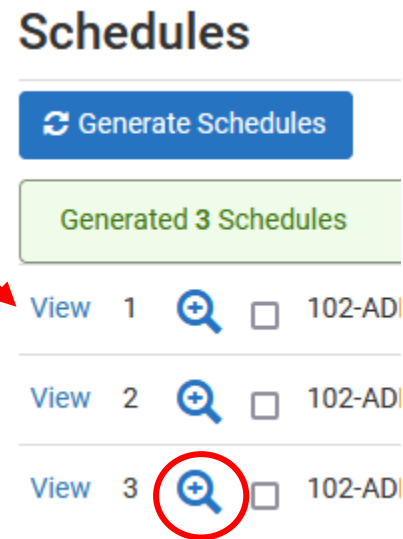 Schedules
Generate Schedules
Generated 3 Schedules
View 1 102-AD
View 2 102-AD
View 3 102-AD